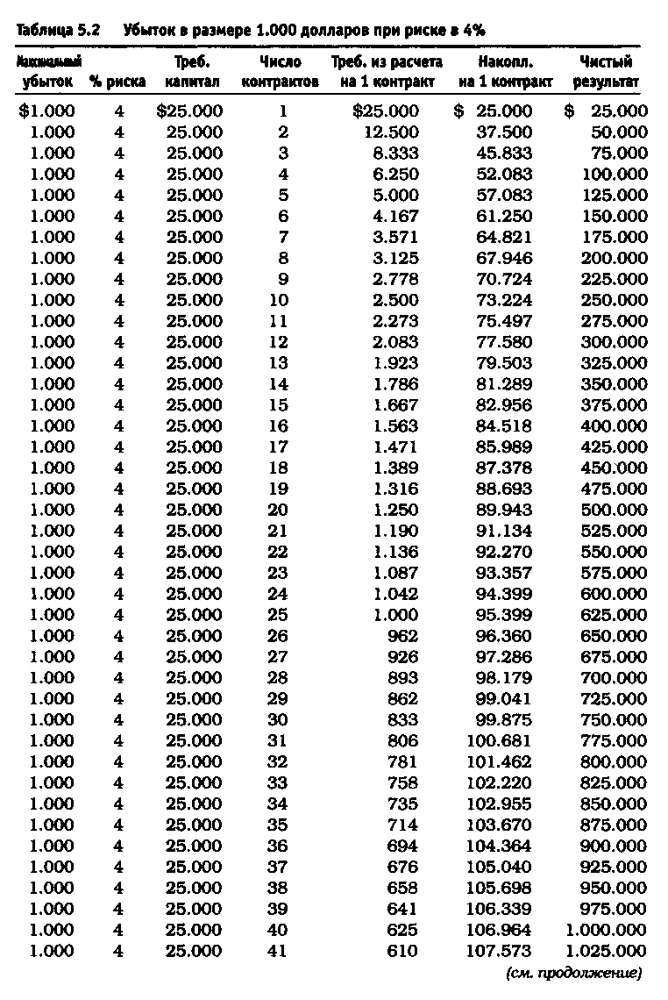 Таблица 5.2 Убыток в размере 1.000 долларов при риске в 4%
Максимальный Треб. Число Треб. из расчета Накопл. Чистый
убыток % риска капитал контрактов на 1 контракт на 1 контракт результат
$1.000 4 $25.000 1 $25.000 $ 25.000 $ 25.000
1.000 4 25.000 2 12.500 37.500 50.000
1.000 4 25.000 3 8.333 45.833 75.000
1.000 4 25.000 4 6.250 52.083 100.000
1.000 4 25.000 5 5.000 57.083 125.000
1.000 4 25.000 6 4.167 61.250 150.000
1.000 4 25.000 7 3.571 64.821 175.000
1.000 4 25.000 8 3.125 67.946 200.000
1.000 4 25.000 9 2.778 70.724 225.000
1.000 4 25.000 10 2.500 73.224 250.000
1.000 4 25.000 11 2.273 75.497 275.000
1.000 4 25.000 12 2.083 77.580 300.000
1.000 4 25.000 13 1.923 79.503 325.000
1.000 4 25.000 14 1.786 81.289 350.000
1.000 4 25.000 15 1.667 82.956 375.000
1.000 4 25.000 16 1.563 84.518 400.000
1.000 4 25.000 17 1.471 85.989 425.000
1.000 4 25.000 18 1.389 87.378 450.000
1.000 4 25.000 19 1.316 88.693 475.000
1.000 4 25.000 20 1.250 89.943 500.000
1.000 4 25.000 21 1.190 91.134 525.000
1.000 4 25.000 22 1.136 92.270 550.000
1.000 4 25.000 23 1.087 93.357 575.000
1.000 4 25.000 24 1.042 94.399 600.000
1.000 4 25.000 25 1.000 95.399 625.000
1.000 4 25.000 26 962 96.360 650.000
1.000 4 25.000 27 926 97.286 675.000
1.000 4 25.000 28 893 98.179 700.000
1.000 4 25.000 29 862 99.041 725.000
1.000 4 25.000 30 833 99.875 750.000
1.000 4 25.000 31 806 100.681 775.000
1.000 4 25.000 32 781 101.462 800.000
1.000 4 25.000 33 758 102.220 825.000
1.000 4 25.000 34 735 102.955 850.000
1.000 4 25.000 35 714 103.670 875.000
1.000 4 25.000 36 694 104.364 900.000
1.000 4 25.000 37 676 105.040 925.000
1.000 4 25.000 38 658 105.698 950.000
1.000 4 25.000 39 641 106.339 975.000
1.000 4 25.000 40 625 106.964 1.000.000
1.000 4 25.000 41 610 107.573 1.025.000
(см. продолжение)